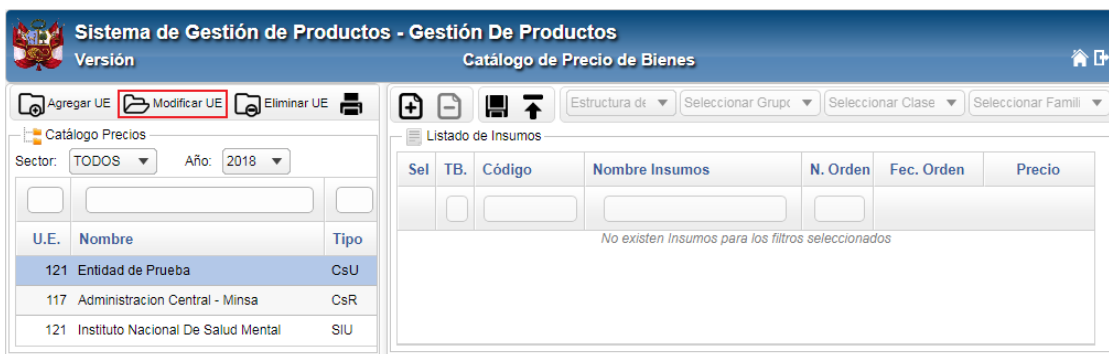 Sistema de Gestión de Productos - Gestión De Productos
Versión
Catálogo de Precio de Bienes
Agregar UE Modificar UE Eliminar UE
Estructura de Seleccionar Grupo Seleccionar Clase Seleccionar Famili
Catálogo Precios
Sector: TODOS Año: 2018
U.E. Nombre Tipo
121 Entidad de Prueba CsU
117 Administracion Central - Minsa CsR
121 Instituto Nacional De Salud Mental SIU
Listado de Insumos
Sel TB. Código Nombre Insumos N. Orden Fec. Orden Precio
No existen Insumos para los filtros seleccionados